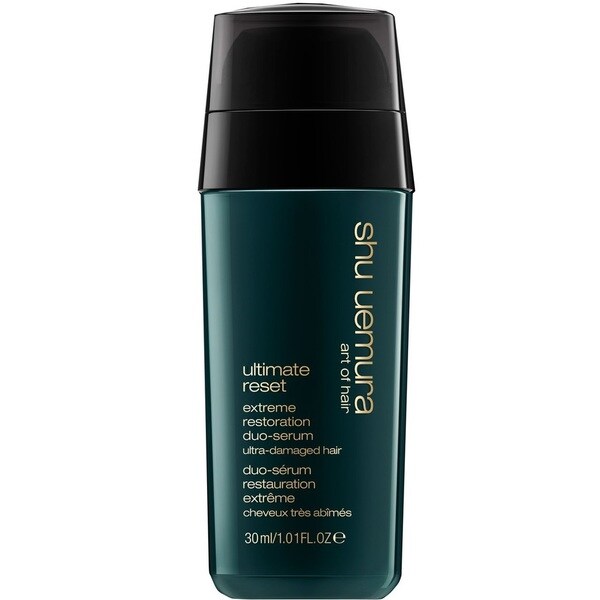 shu uemura
art of hair
ultimate
reset
extreme
restoration
duo-serum
ultra-damaged hair
duo-sérum
restauration
extrême
cheveux très abîmés
30ml/1.01FL.OZ℮